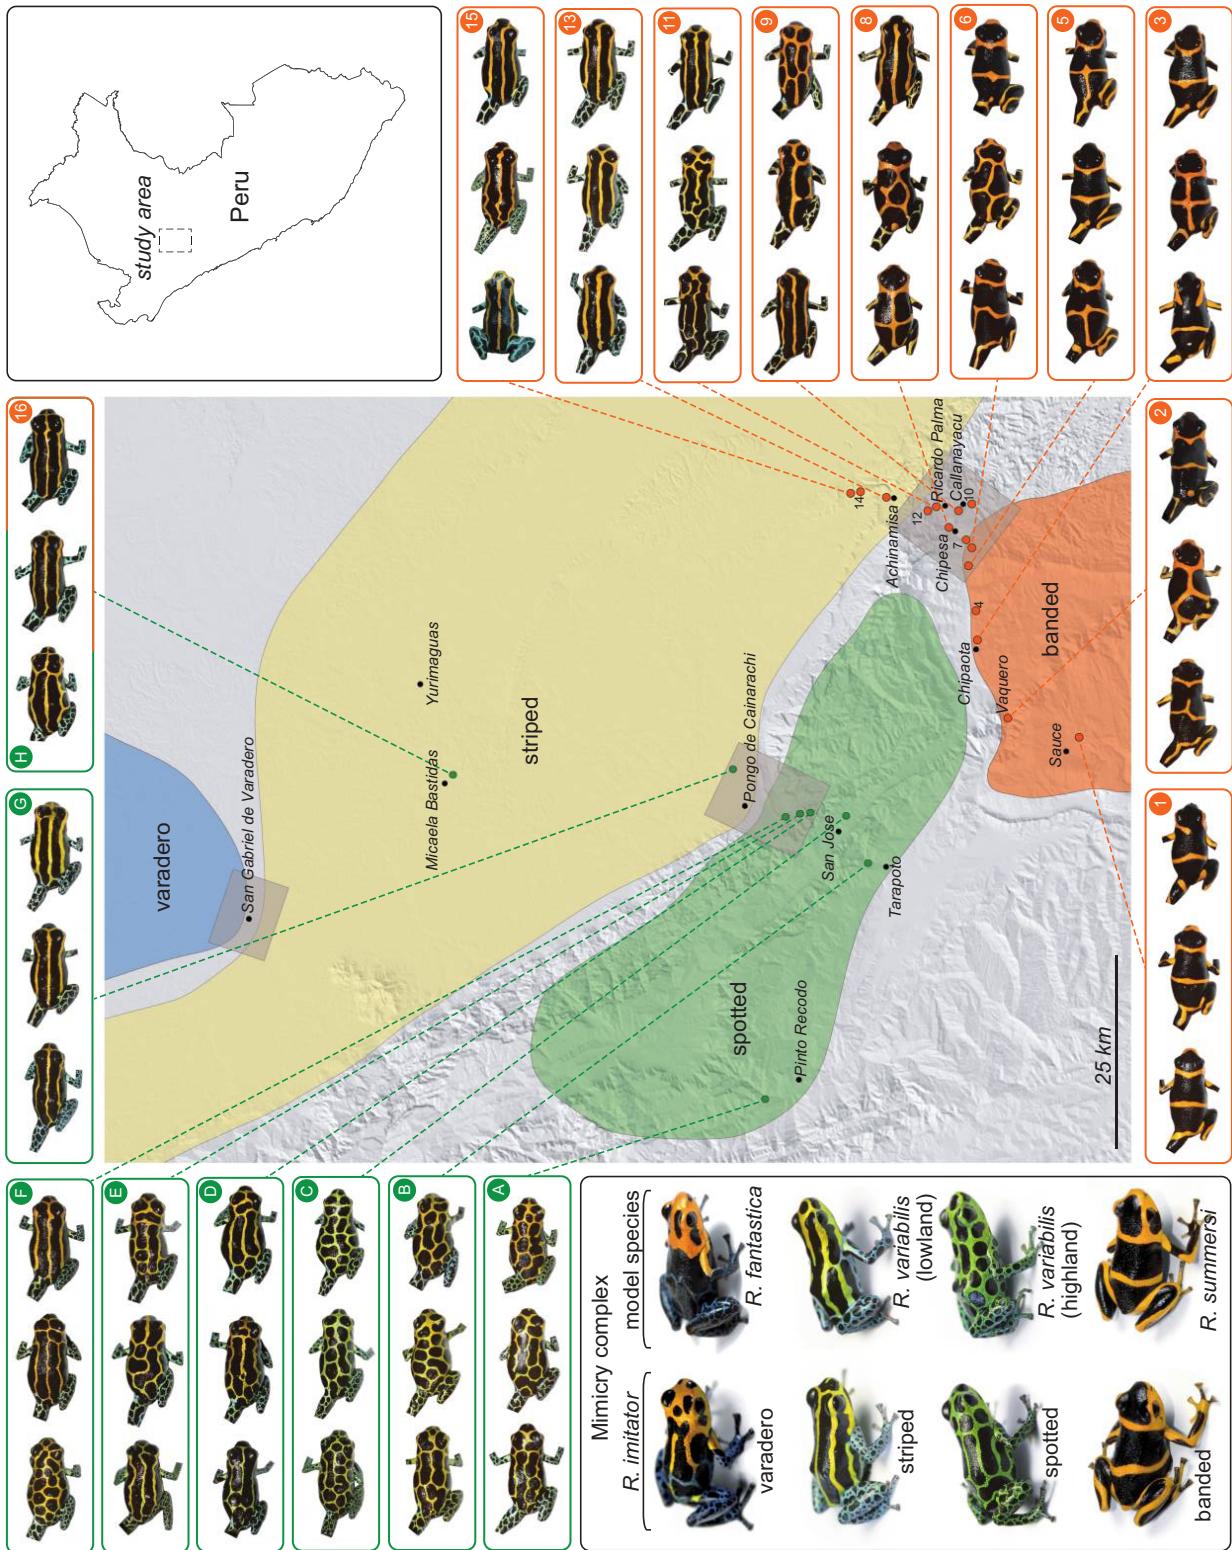 study area
Peru
H
16
G
F
E
D
C
B
A
15
13
11
9
8
6
5
3
2
1
varadero
San Gabriel de Varadero
Micaela Bastidas
Yurimaguas
striped
Pongo de Cainarachi
spotted
Pinto Recodo
San Jose
Tarapoto
14
Achinamisa
12
Ricardo Palma
Callanayacu
10
Chipesa
7
4
Chipaota
Vaquero
banded
Sauce
25 km
Mimicry complex
R. imitator
model species
varadero
R. fantastica
striped
R. variabilis
(lowland)
spotted
R. variabilis
(highland)
banded
R. summersi